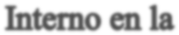 Interno en la